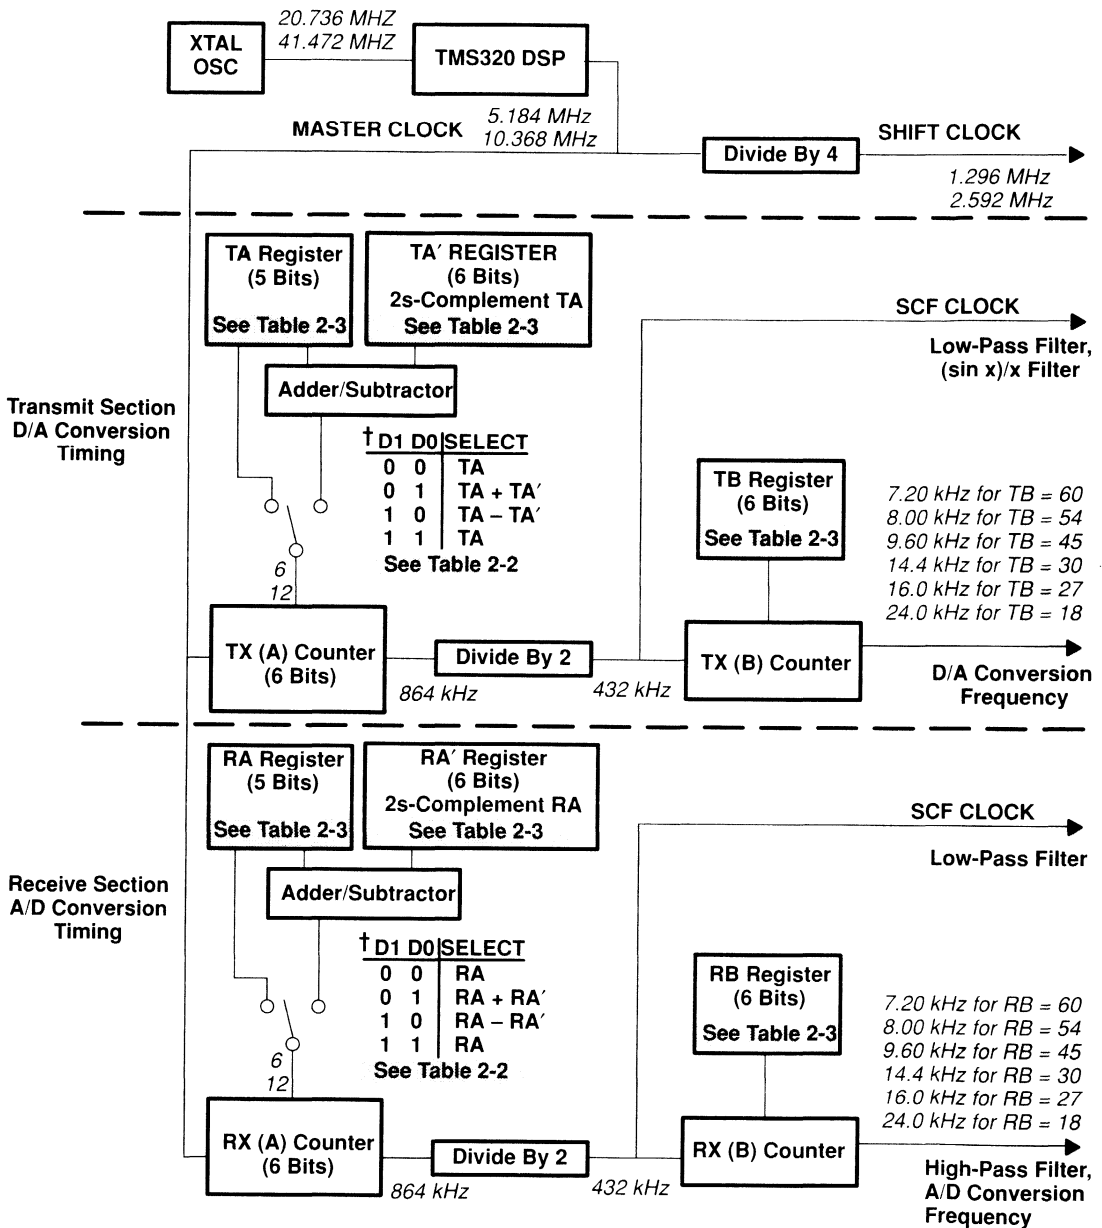 20.736 MHZ
41.472 MHZ
XTAL
OSC
TMS320 DSP
5.184 MHz
10.368 MHz
MASTER CLOCK
Divide By 4
SHIFT CLOCK
1.296 MHz
2.592 MHz
TA Register
(5 Bits)
See Table 2-3
TA′ REGISTER
(6 Bits)
2s-Complement TA
See Table 2-3
SCF CLOCK
Low-Pass Filter,
(sin x)/x Filter
Adder/Subtractor
Transmit Section
D/A Conversion
Timing
† D1 D0 SELECT
0 0 TA
0 1 TA + TA′
1 0 TA – TA′
1 1 TA
See Table 2-2
6
12
TB Register
(6 Bits)
See Table 2-3
7.20 kHz for TB = 60
8.00 kHz for TB = 54
9.60 kHz for TB = 45
14.4 kHz for TB = 30
16.0 kHz for TB = 27
24.0 kHz for TB = 18
TX (A) Counter
(6 Bits)
864 kHz
Divide By 2
432 kHz
TX (B) Counter
D/A Conversion
Frequency
RA Register
(5 Bits)
See Table 2-3
RA′ Register
(6 Bits)
2s-Complement RA
See Table 2-3
SCF CLOCK
Low-Pass Filter
Adder/Subtractor
Receive Section
A/D Conversion
Timing
† D1 D0 SELECT
0 0 RA
0 1 RA + RA′
1 0 RA – RA′
1 1 RA
See Table 2-2
6
12
RB Register
(6 Bits)
See Table 2-3
7.20 kHz for RB = 60
8.00 kHz for RB = 54
9.60 kHz for RB = 45
14.4 kHz for RB = 30
16.0 kHz for RB = 27
24.0 kHz for RB = 18
RX (A) Counter
(6 Bits)
864 kHz
Divide By 2
432 kHz
RX (B) Counter
High-Pass Filter,
A/D Conversion
Frequency